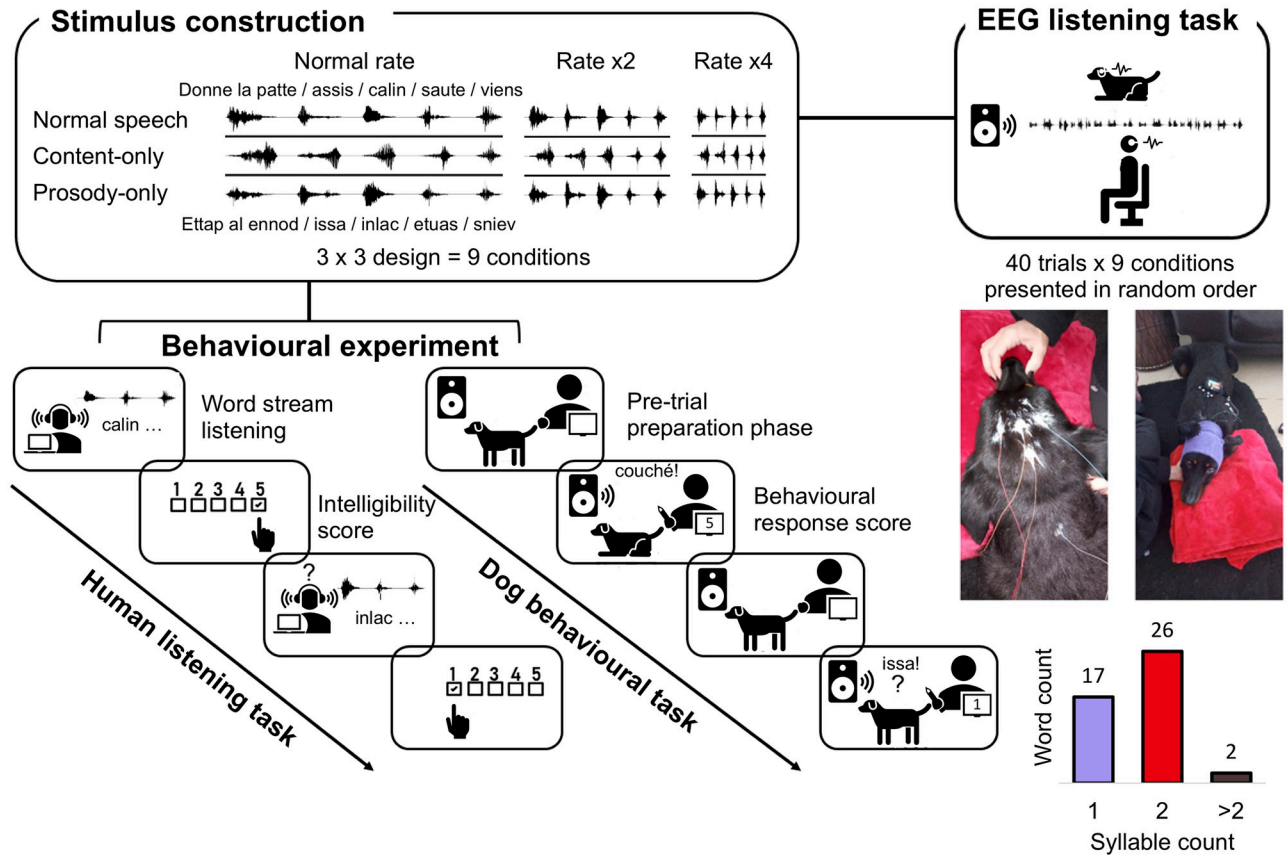 Stimulus construction
Normal rate
Rate x2
Rate x4
Donne la patte / assis / calin / saute / viens
Normal speech
Content-only
Prosody-only
Ettap al ennod / issa / inlac / etuas / sniev
3 x 3 design = 9 conditions
EEG listening task
40 trials x 9 conditions
presented in random order
Behavioural experiment
calin ...
Word stream
listening
1 2 3 4 5
Intelligibility
score
?
inlac ...
1 2 3 4 5
Human listening task
Pre-trial
preparation phase
couché!
5
Behavioural
response score
issa!
?
1
Dog behavioural task
Word count
17
26
2
1
2
>2
Syllable count